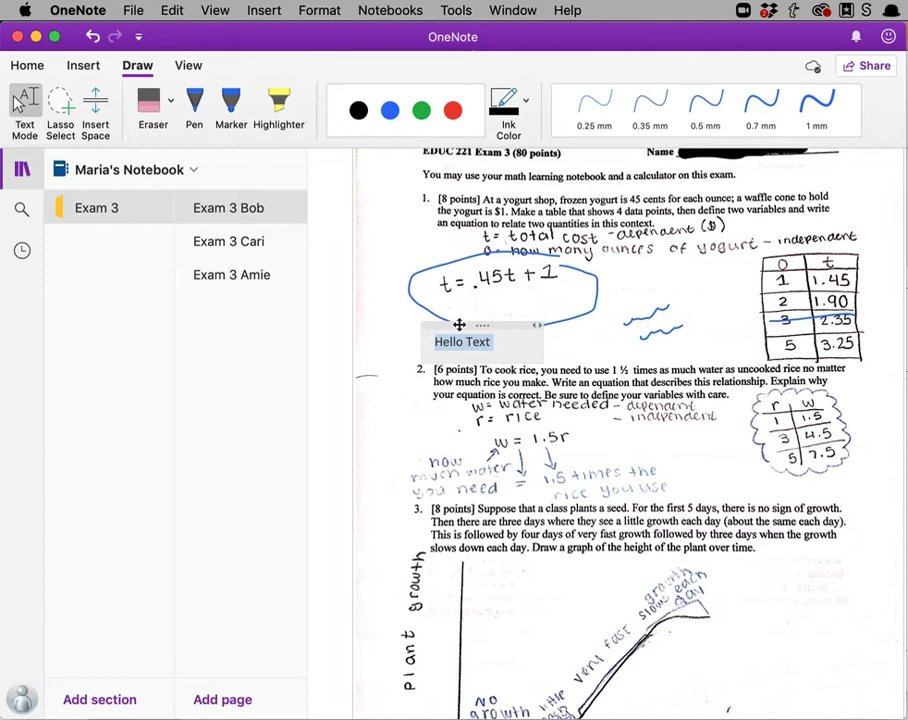 OneNote File Edit View Insert Format Notebooks Tools Window Help
OneNote
Home Insert Draw View
Share
Text Mode
Lasso Select
Insert Space
Eraser
Pen
Marker
Highlighter
Ink Color
0.25 mm 0.35 mm 0.5 mm 0.7 mm 1 mm
Maria's Notebook
Exam 3
Exam 3 Bob
Exam 3 Cari
Exam 3 Amie
Add section
Add page
EDUC 221 Exam 3 (80 points) Name
You may use your math learning notebook and a calculator on this exam.
1. [8 points] At a yogurt shop, frozen yogurt is 45 cents for each ounce; a waffle cone to hold
the yogurt is $1. Make a table that shows 4 data points, then define two variables and write
an equation to relate two quantities in this context.
t= total cost - dependent ($)
o- how many ounces of yogurt - independent
t = .45t + 1
O t
1 1.45
2 1.90
3 2.35
5 3.25
Hello Text
2. [6 points] To cook rice, you need to use 1 ½ times as much water as uncooked rice no matter
how much rice you make. Write an equation that describes this relationship. Explain why
your equation is correct. Be sure to define your variables with care.
w= water needed - dependent
r= rice - independent
r w
1 1.5
3 4.5
5 7.5
w = 1.5r
how much water you need = 1.5 times the rice you use
3. [8 points] Suppose that a class plants a seed. For the first 5 days, there is no sign of growth.
Then there are three days where they see a little growth each day (about the same each day).
This is followed by four days of very fast growth followed by three days when the growth
slows down each day. Draw a graph of the height of the plant over time.
plant growth
growth slows each day
very fast
little
NO growth